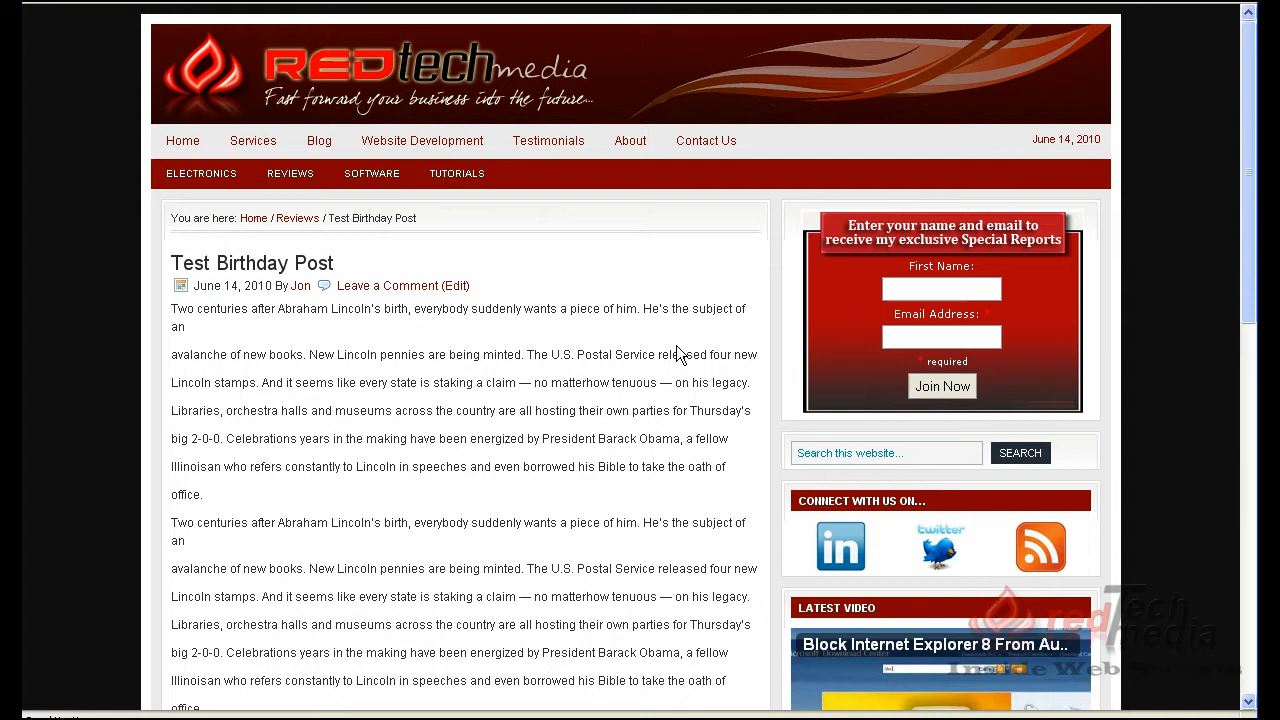 REDtechmedia
Fast forward your business into the future...
Home Services Blog Website Development Testimonials About Contact Us June 14, 2010
ELECTRONICS REVIEWS SOFTWARE TUTORIALS
You are here: Home / Reviews / Test Birthday Post
Test Birthday Post
June 14, 2010 By Jon Leave a Comment (Edit)
Two centuries after Abraham Lincoln's birth, everybody suddenly wants a piece of him. He's the subject of
an
avalanche of new books. New Lincoln pennies are being minted. The U.S. Postal Service released four new
Lincoln stamps. And it seems like every state is staking a claim — no matterhow tenuous — on his legacy.
Libraries, orchestra halls and museums across the country are all hosting their own parties for Thursday's
big 2-0-0. Celebrations years in the making have been energized by President Barack Obama, a fellow
Illinoisan who refers constantly to Lincoln in speeches and even borrowed his Bible to take the oath of
office.
Two centuries after Abraham Lincoln's birth, everybody suddenly wants a piece of him. He's the subject of
an
avalanche of new books. New Lincoln pennies are being minted. The U.S. Postal Service released four new
Lincoln stamps. And it seems like every state is staking a claim — no matterhow tenuous — on his legacy.
Libraries, orchestra halls and museums across the country are all hosting their own parties for Thursday's
big 2-0-0. Celebrations years in the making have been energized by President Barack Obama, a fellow
Illinoisan who refers constantly to Lincoln in speeches and even borrowed his Bible to take the oath of
office.
Enter your name and email to
receive my exclusive Special Reports
First Name:
Email Address: *
* required
Join Now
Search this website... SEARCH
CONNECT WITH US ON...
in twitter
LATEST VIDEO
Block Internet Explorer 8 From Au..
red Tech
media
Inside Web Secrets